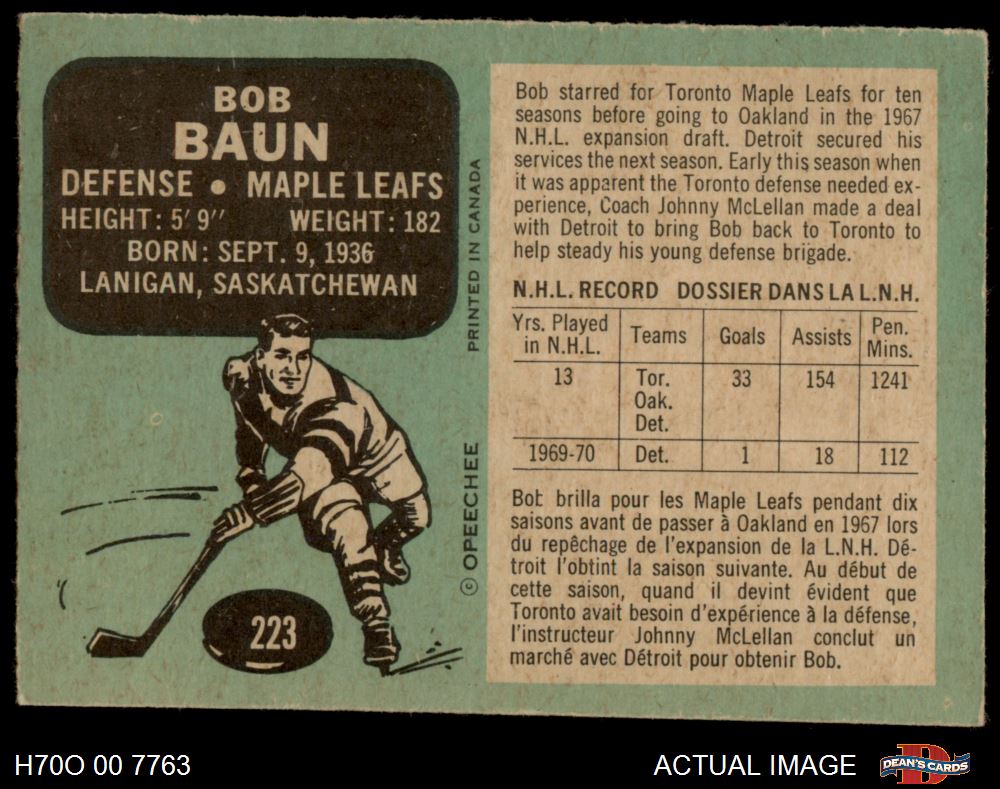 BOB
BAUN
DEFENSE • MAPLE LEAFS
HEIGHT: 5' 9" WEIGHT: 182
BORN: SEPT. 9, 1936
LANIGAN, SASKATCHEWAN
PRINTED IN CANADA
© OPEECHEE
223
Bob starred for Toronto Maple Leafs for ten
seasons before going to Oakland in the 1967
N.H.L. expansion draft. Detroit secured his
services the next season. Early this season when
it was apparent the Toronto defense needed ex-
perience, Coach Johnny McLellan made a deal
with Detroit to bring Bob back to Toronto to
help steady his young defense brigade.
N.H.L. RECORD DOSSIER DANS LA L.N.H.
Yrs. Played Pen.
in N.H.L. Teams Goals Assists Mins.
13 Tor. 33 154 1241
Oak.
Det.
1969-70 Det. 1 18 112
Bob brilla pour les Maple Leafs pendant dix
saisons avant de passer à Oakland en 1967 lors
du repêchage de l'expansion de la L.N.H. Dé-
troit l'obtint la saison suivante. Au début de
cette saison, quand il devint évident que
Toronto avait besoin d'expérience à la défense,
l'instructeur Johnny McLellan conclut un
marché avec Détroit pour obtenir Bob.
H70O 00 7763
ACTUAL IMAGE
DEAN'S CARDS